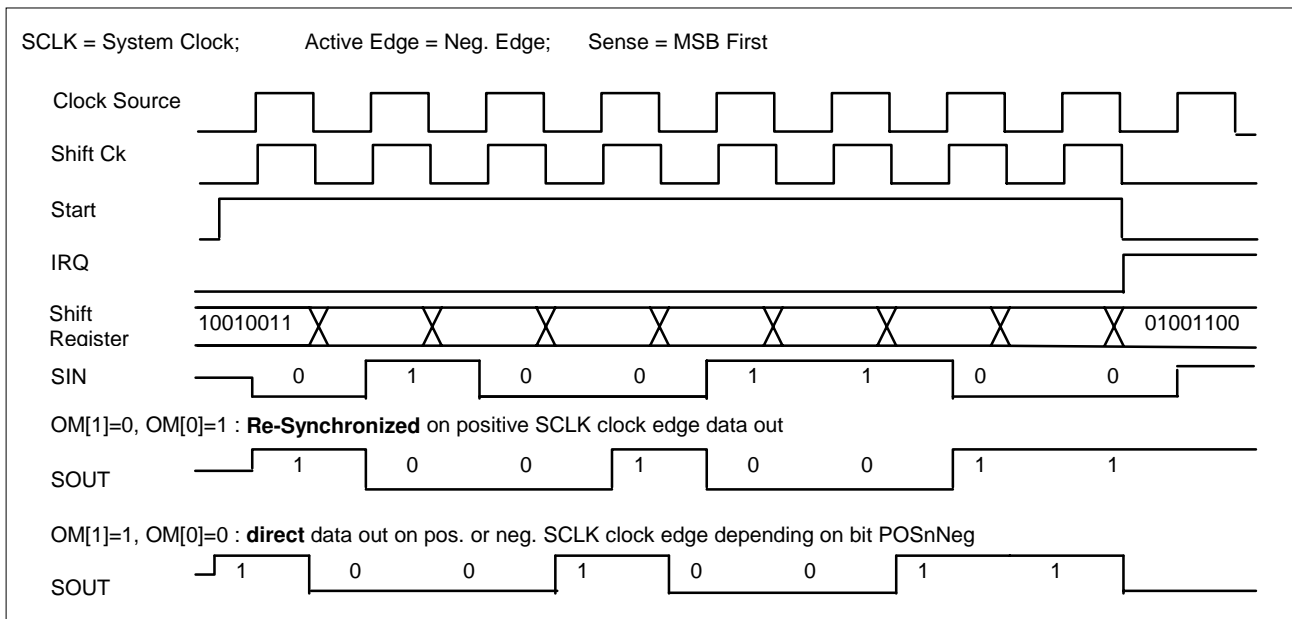 SCLK = System Clock; Active Edge = Neg. Edge; Sense = MSB First
Clock Source
Shift Ck
Start
IRQ
Shift
Register
10010011 01001100
SIN
0 1 0 0 1 1 0 0
OM[1]=0, OM[0]=1 : Re-Synchronized on positive SCLK clock edge data out
SOUT
1 0 0 1 0 0 1 1
OM[1]=1, OM[0]=0 : direct data out on pos. or neg. SCLK clock edge depending on bit POSnNeg
SOUT
1 0 0 1 0 0 1 1